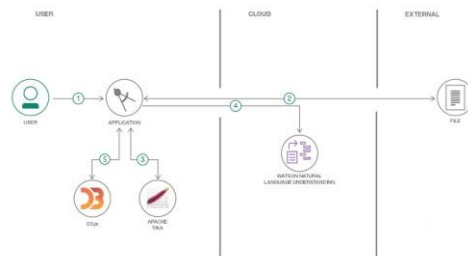 USER
CLOUD
EXTERNAL
1
2
4
USER
APPLICATION
FILE
5
3
WATSON NATURAL
LANGUAGE UNDERSTANDING
D3.js
APACHE
TIKA